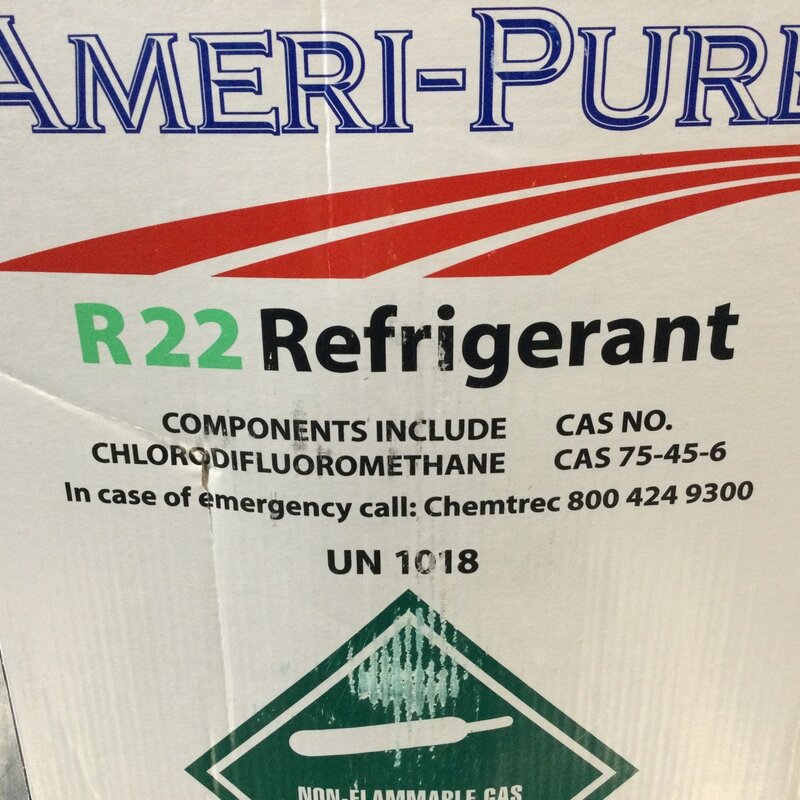 AMERI-PURE
R22 Refrigerant
COMPONENTS INCLUDE CAS NO.
CHLORODIFLUOROMETHANE CAS 75-45-6
In case of emergency call: Chemtrec 800 424 9300
UN 1018
NON-FLAMMABLE GAS